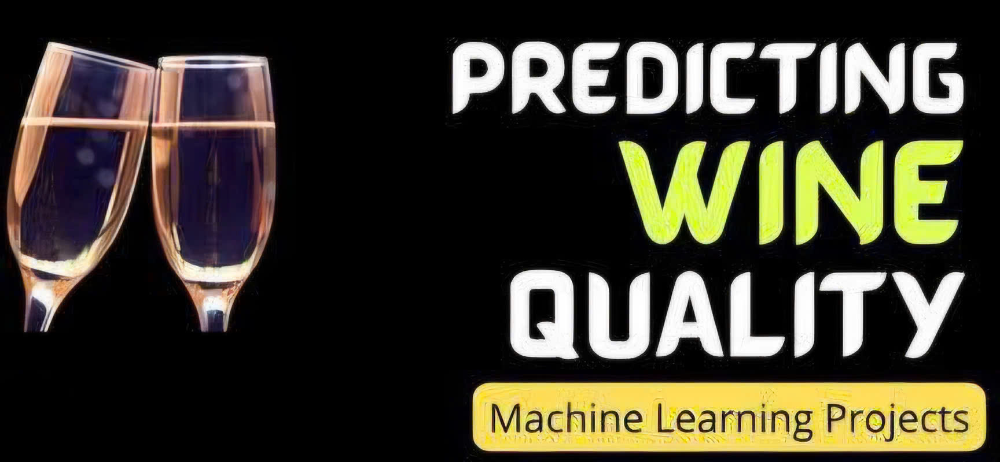 PREDICTING
WINE
QUALITY
Machine Learning Projects